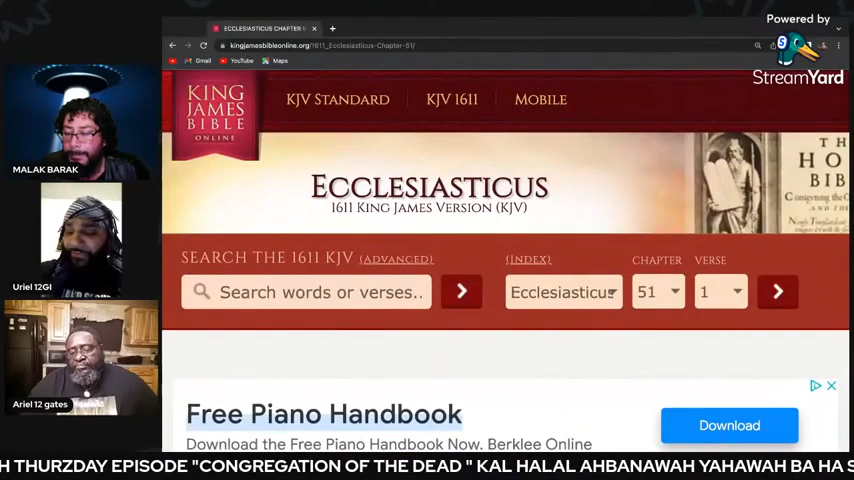 Powered by
StreamYard
ECCLESIASTICUS CHAPTER
kingjamesbibleonline.org/1611_Ecclesiasticus-Chapter-51/
Gmail
YouTube
Maps
KING
JAMES
BIBLE
ONLINE
KJV STANDARD
KJV 1611
MOBILE
ECCLESIASTICUS
1611 KING JAMES VERSION (KJV)
TH
HO
BIB
SEARCH THE 1611 KJV (ADVANCED)
(INDEX)
CHAPTER
VERSE
Search words or verses..
Ecclesiasticus
51
1
MALAK BARAK
Uriel 12GI
Ariel 12 gates
Free Piano Handbook
Download the Free Piano Handbook Now. Berklee Online
Download
H THURZDAY EPISODE "CONGREGATION OF THE DEAD " KAL HALAL AHBANAWAH YAHAWAH BA HA S